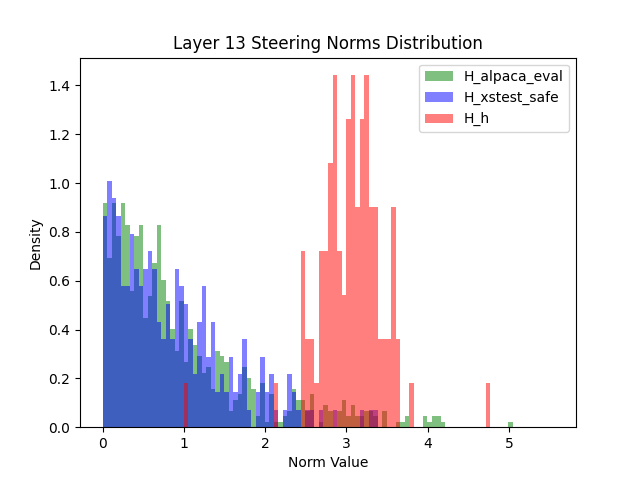 Layer 13 Steering Norms Distribution
H_alpaca_eval
H_xstest_safe
H_h
Density
1.4
1.2
1.0
0.8
0.6
0.4
0.2
0.0
0 1 2 3 4 5
Norm Value